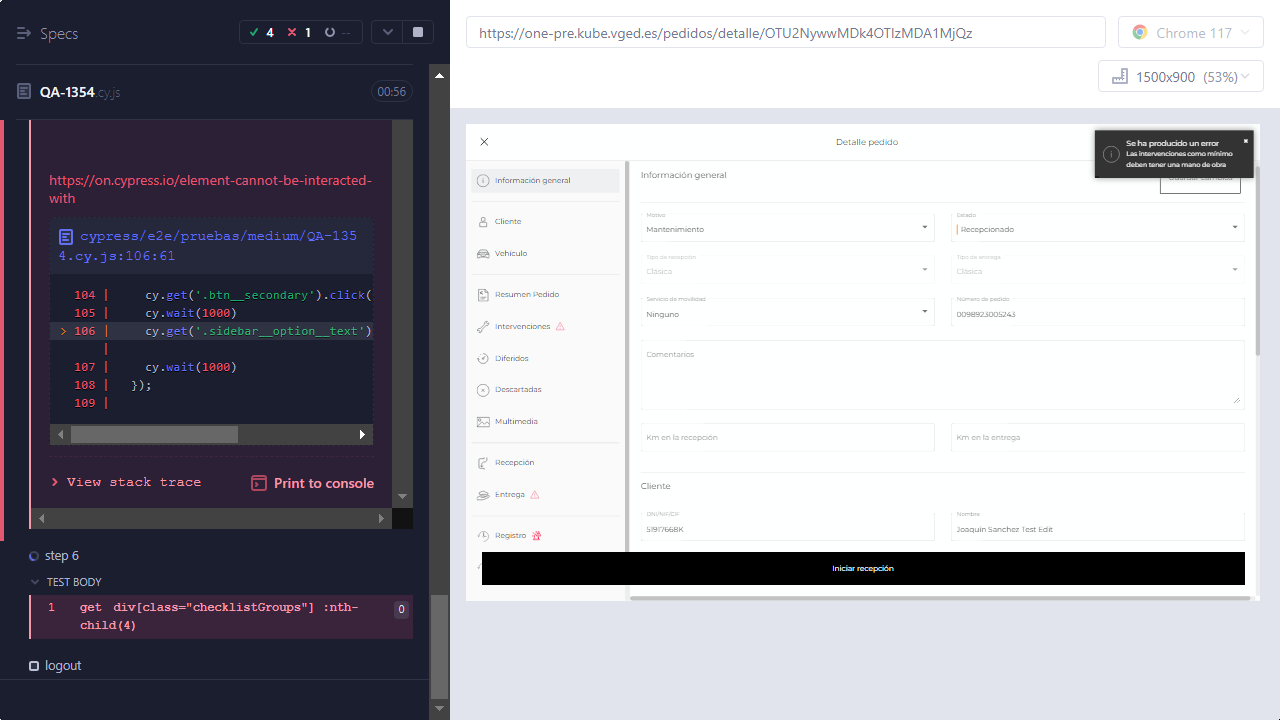 Specs
4
1
--
https://one-pre.kube.vged.es/pedidos/detalle/OTU2NywwMDk4OTIzMDA1MjQz
Chrome 117
1500x900 (53%)
QA-1354.cy.js
00:56
https://on.cypress.io/element-cannot-be-interacted-
with
cypress/e2e/pruebas/medium/QA-135
4.cy.js:106:61
104 | cy.get('.btn__secondary').click(
105 | cy.wait(1000)
> 106 | cy.get('.sidebar__option__text')
|
107 | cy.wait(1000)
108 | });
109 |
View stack trace
Print to console
step 6
TEST BODY
1 get div[class="checklistGroups"] :nth-
child(4)
0
logout
Detalle pedido
Se ha producido un error
Las intervenciones como mínimo
deben tener una mano de obra
Información general
Cliente
Vehículo
Resumen Pedido
Intervenciones
Diferidos
Descartadas
Multimedia
Recepción
Entrega
Registro
Información general
Guardar cambios
Motivo
Mantenimiento
Estado
Recepcionado
Tipo de recepción
Clásica
Tipo de entrega
Clásica
Servicio de movilidad
Ninguno
Número de pedido
0098923005243
Comentarios
Km en la recepción
Km en la entrega
Cliente
DNI/NIF/CIF
51917668K
Nombre
Joaquín Sanchez Test Edit
Iniciar recepción